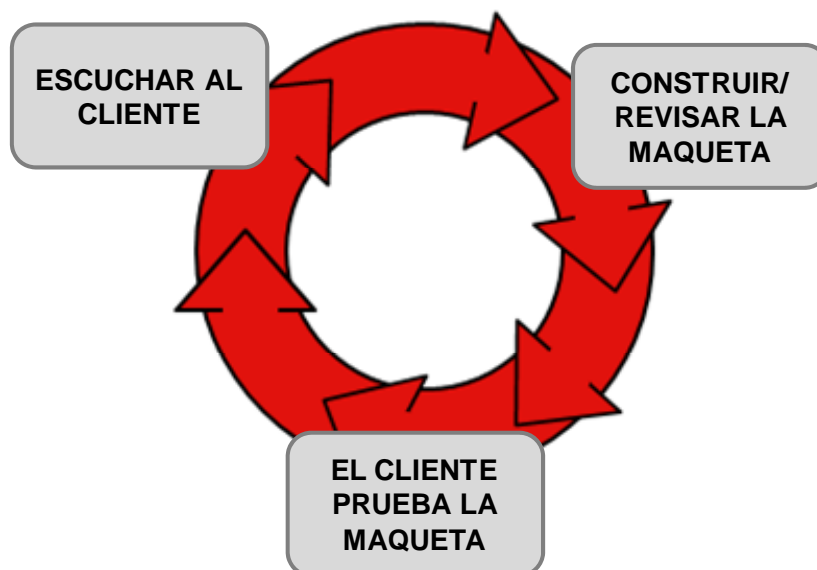 ESCUCHAR AL
CLIENTE
CONSTRUIR/
REVISAR LA
MAQUETA
EL CLIENTE
PRUEBA LA
MAQUETA